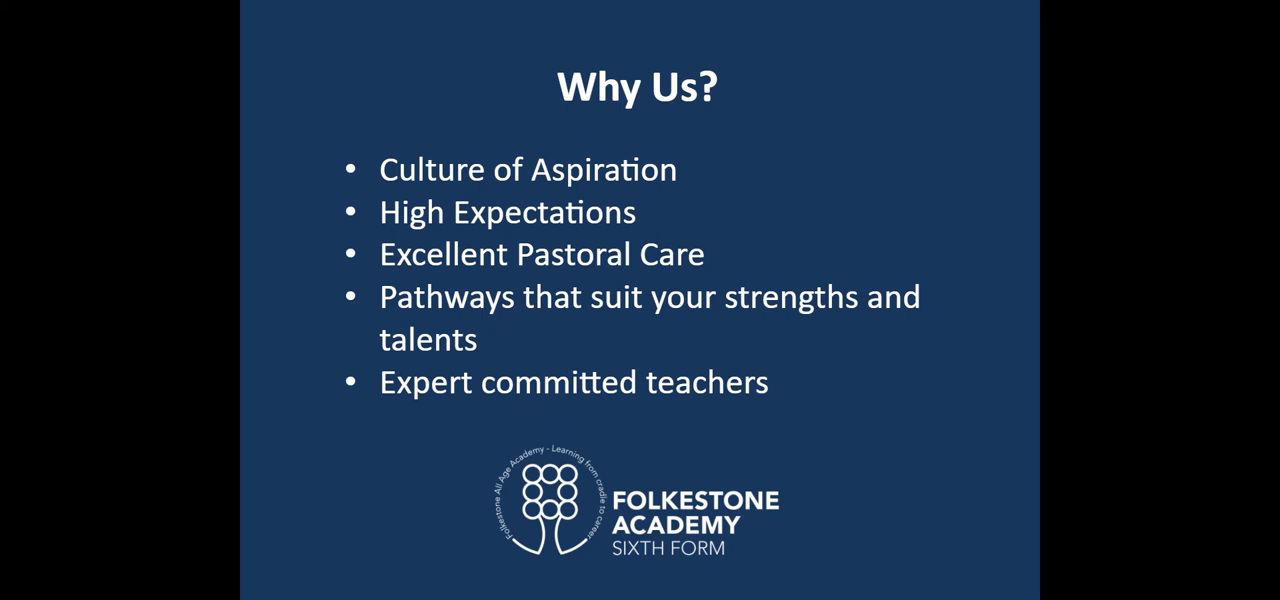 Why Us?
• Culture of Aspiration
• High Expectations
• Excellent Pastoral Care
• Pathways that suit your strengths and
talents
• Expert committed teachers
Folkestone All Age Academy - Learning from cradle to career
FOLKESTONE
ACADEMY
SIXTH FORM